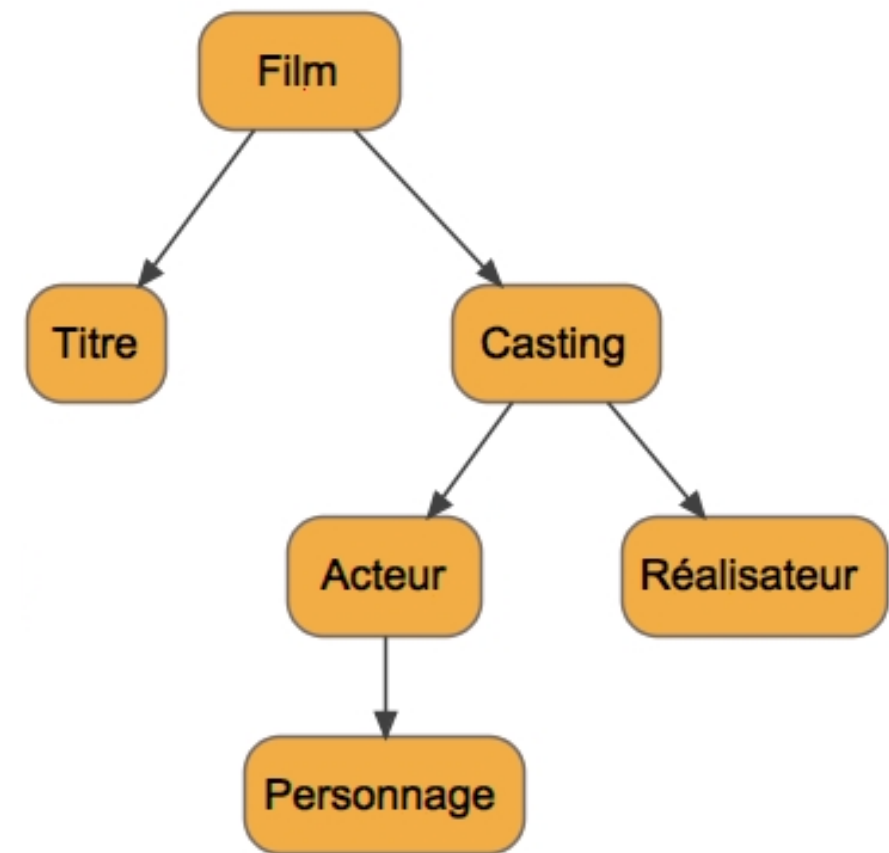 Film
Titre
Casting
Acteur
Réalisateur
Personnage